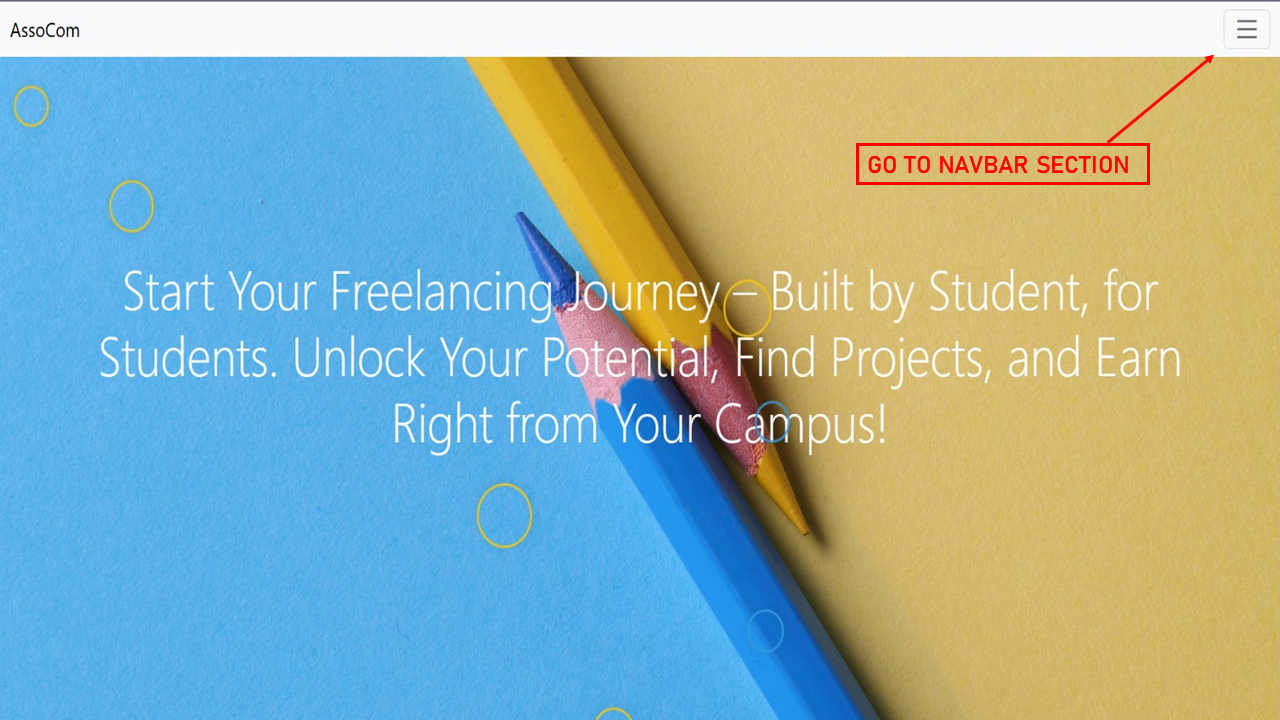 AssoCom
GO TO NAVBAR SECTION
Start Your Freelancing Journey – Built by Student, for
Students. Unlock Your Potential, Find Projects, and Earn
Right from Your Campus!